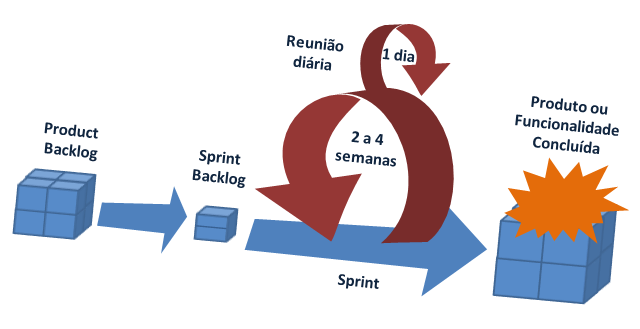 Product
Backlog
Sprint
Backlog
Reunião
diária
1 dia
2 a 4
semanas
Sprint
Produto ou
Funcionalidade
Concluída